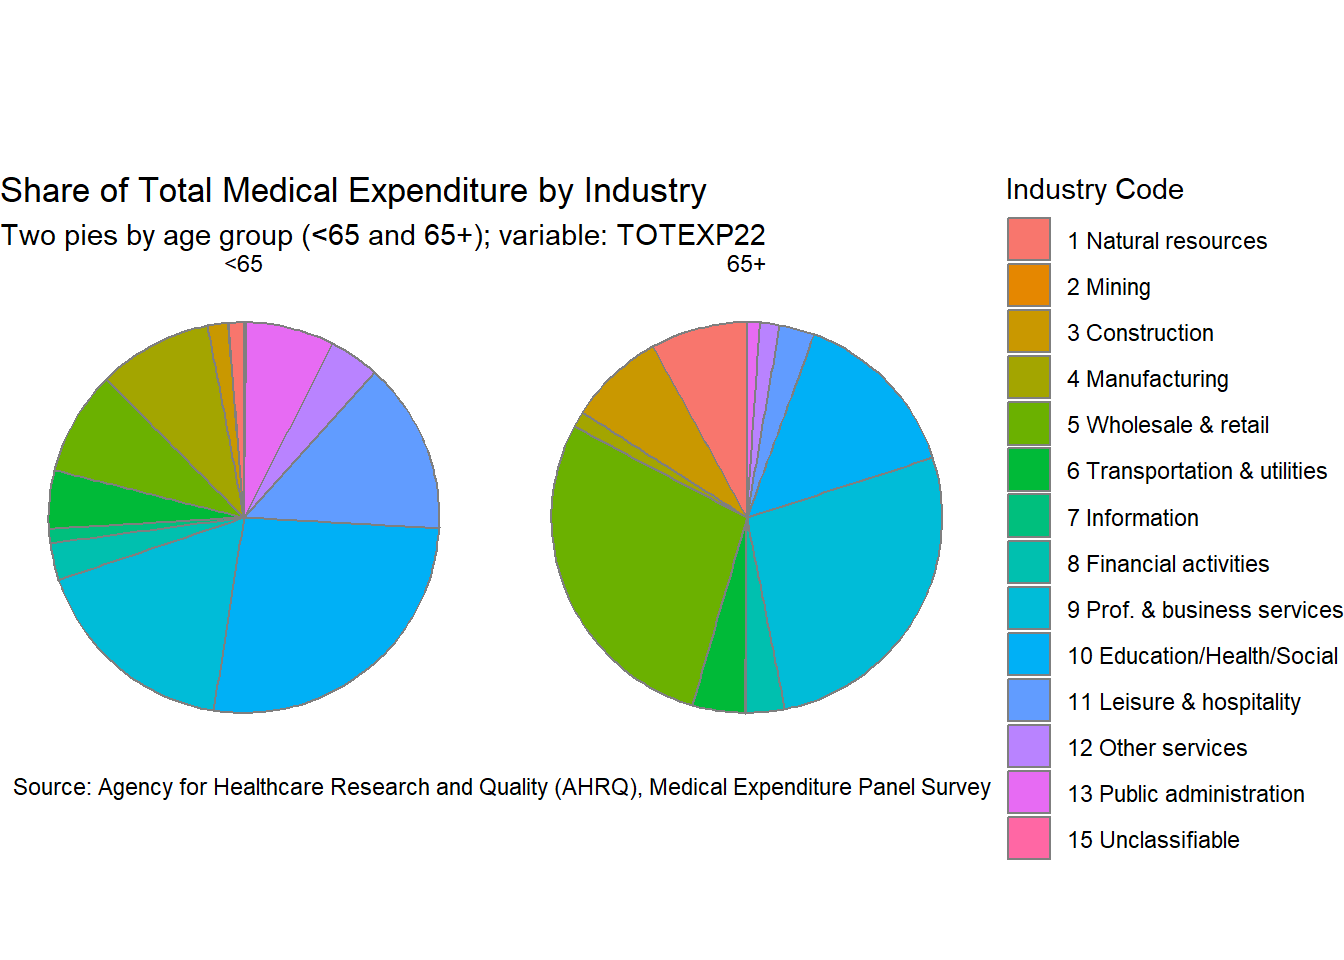 Share of Total Medical Expenditure by Industry
Two pies by age group (<65 and 65+); variable: TOTEXP22
<65
65+
Source: Agency for Healthcare Research and Quality (AHRQ), Medical Expenditure Panel Survey
Industry Code
1 Natural resources
2 Mining
3 Construction
4 Manufacturing
5 Wholesale & retail
6 Transportation & utilities
7 Information
8 Financial activities
9 Prof. & business services
10 Education/Health/Social
11 Leisure & hospitality
12 Other services
13 Public administration
15 Unclassifiable